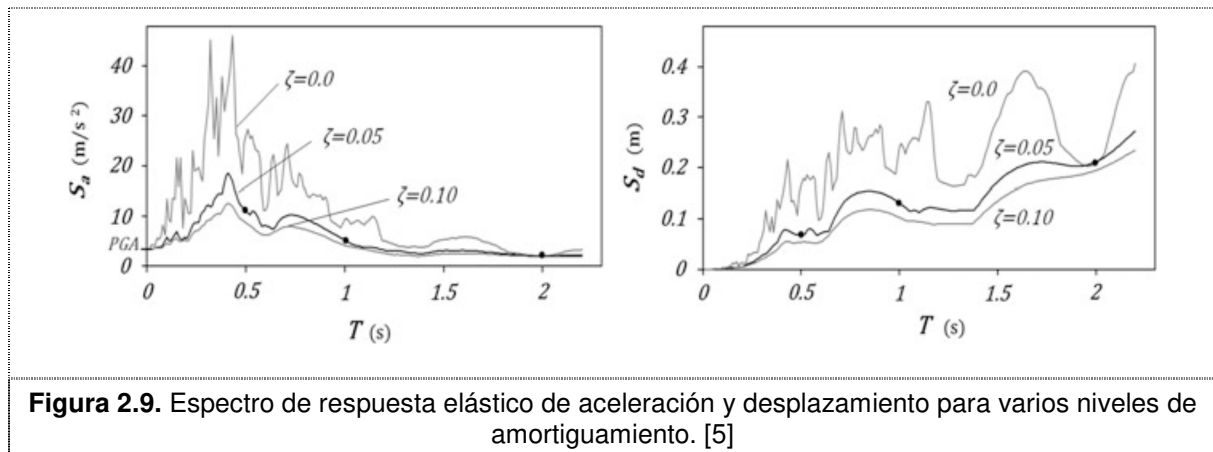 40
30
20
10
PGA
0
Sₐ (m/s²)
ζ=0.0
ζ=0.05
ζ=0.10
0
0.5
1
1.5
2
T (s)
0.4
0.3
0.2
0.1
0
S_d (m)
ζ=0.0
ζ=0.05
ζ=0.10
0
0.5
1
1.5
2
T (s)
Figura 2.9. Espectro de respuesta elástico de aceleración y desplazamiento para varios niveles de
amortiguamiento. [5]